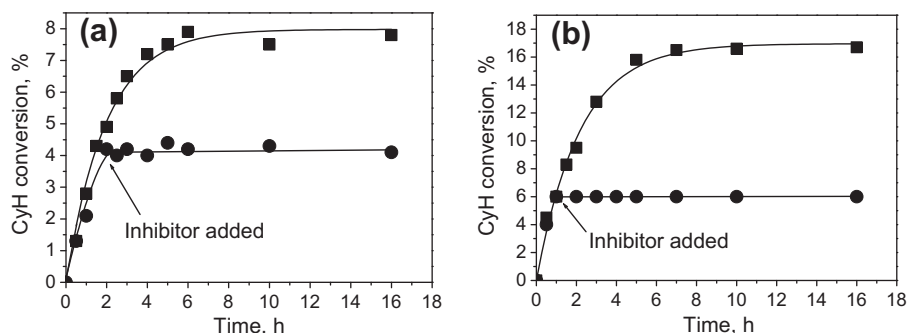 (a)
CyH conversion, %
8
7
6
5
4
3
2
1
0
Inhibitor added
0 2 4 6 8 10 12 14 16 18
Time, h
(b)
CyH conversion, %
18
16
14
12
10
8
6
4
2
0
Inhibitor added
0 2 4 6 8 10 12 14 16 18
Time, h